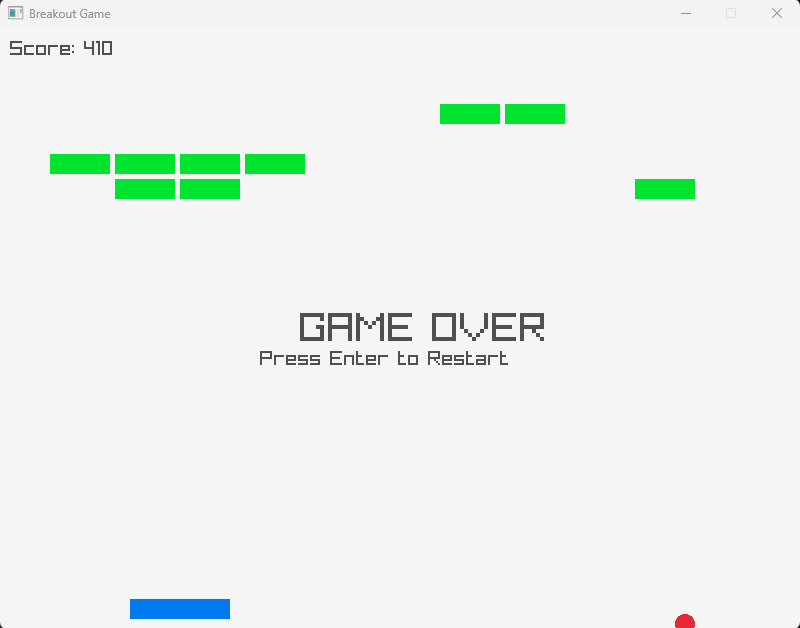 Breakout Game
Score: 410
GAME OVER
Press Enter to Restart